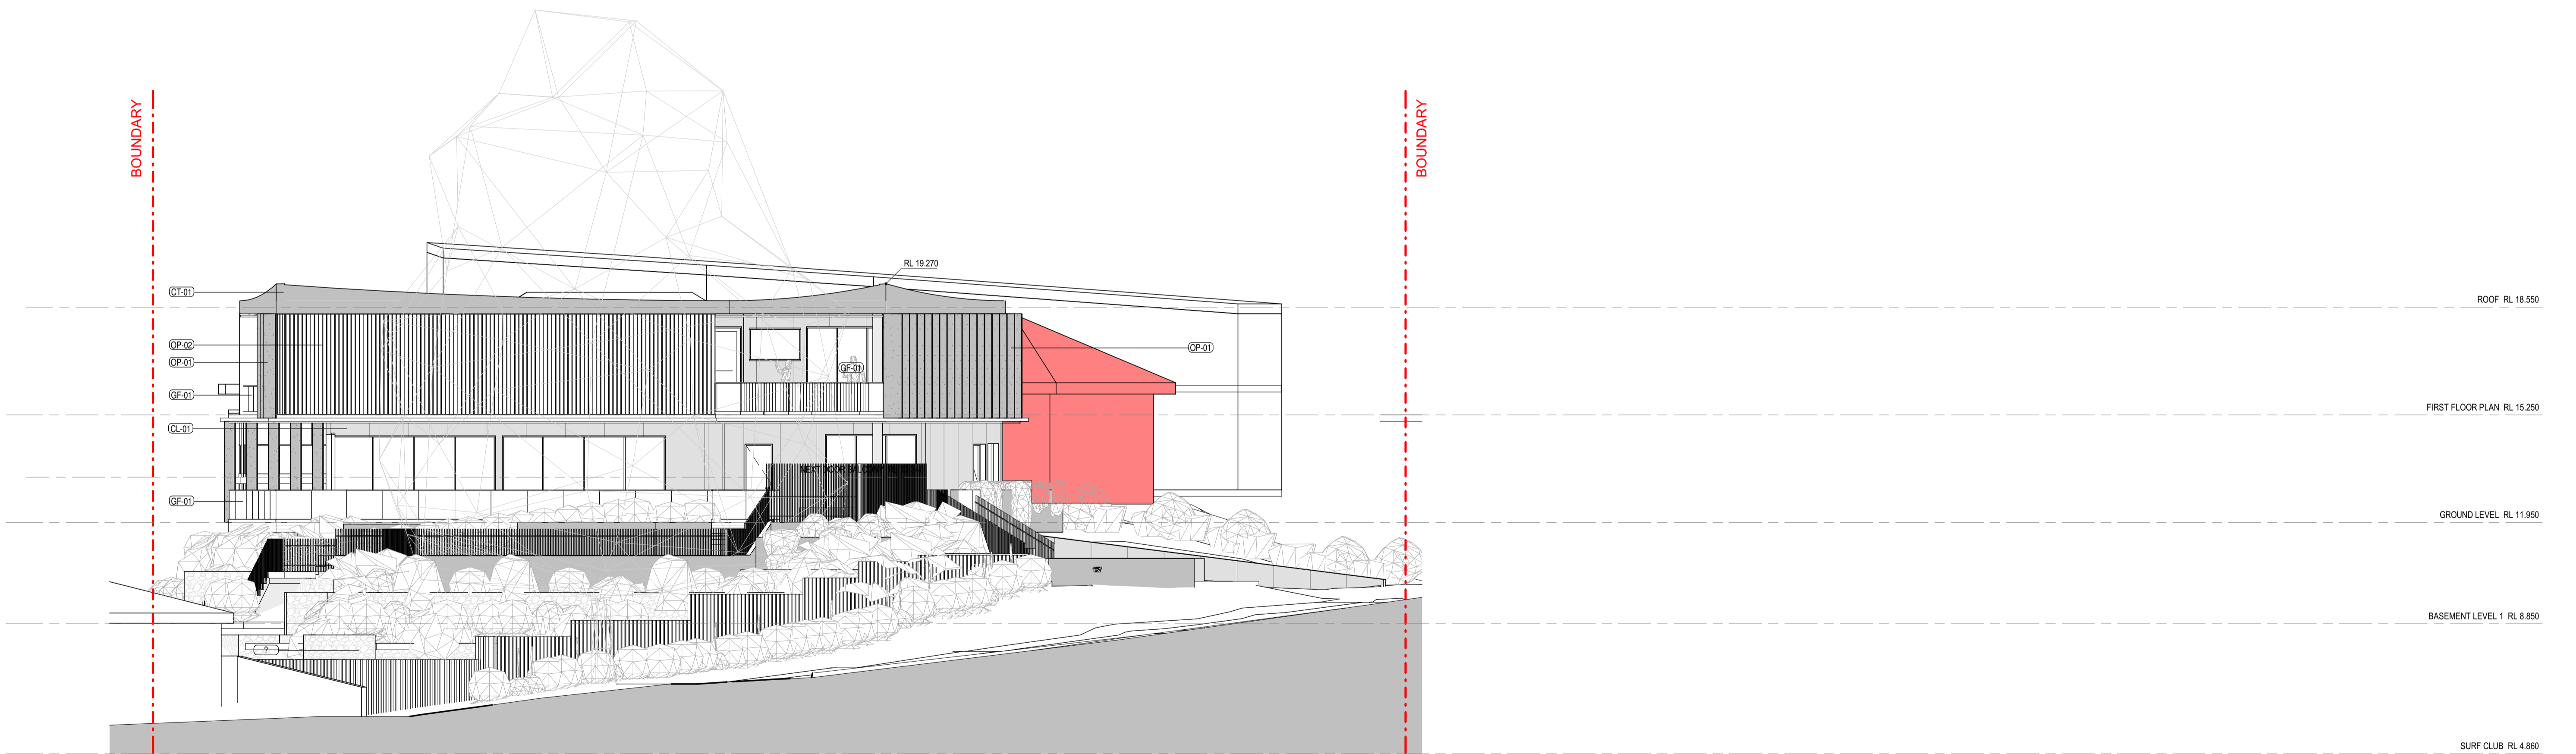 BOUNDARY
BOUNDARY
RL 19.270
CT-01
ROOF RL 18.550
OP-02
OP-01
OP-01
GF-01
GF-01
FIRST FLOOR PLAN RL 15.250
CL-01
NEXT DOOR BALCONY RL
GF-01
GROUND LEVEL RL 11.950
BASEMENT LEVEL 1 RL 8.850
?
SURF CLUB RL 4.860